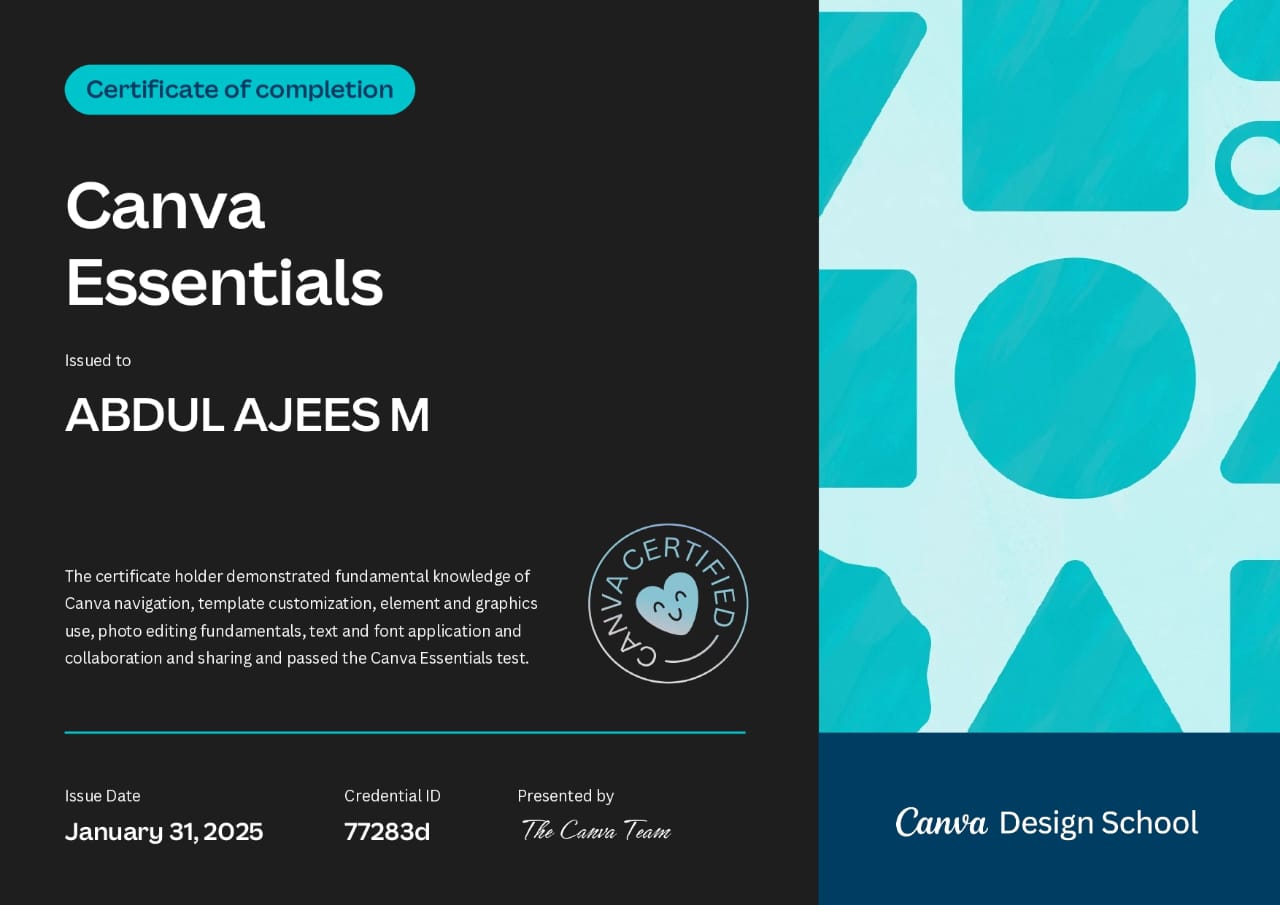 Certificate of completion
Canva
Essentials
Issued to
ABDUL AJEES M
The certificate holder demonstrated fundamental knowledge of
Canva navigation, template customization, element and graphics
use, photo editing fundamentals, text and font application and
collaboration and sharing and passed the Canva Essentials test.
CANVA CERTIFIED
Issue Date
January 31, 2025
Credential ID
77283d
Presented by
The Canva Team
Canva Design School